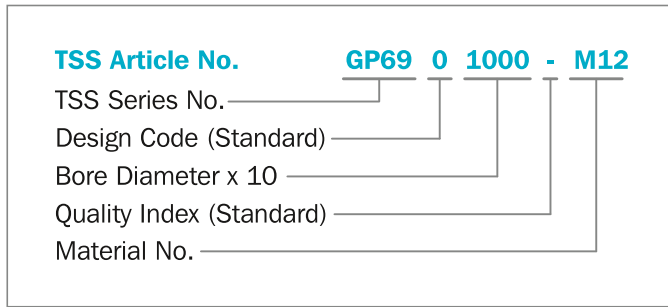 TSS Article No. GP69 0 1000 - M12
TSS Series No.
Design Code (Standard)
Bore Diameter x 10
Quality Index (Standard)
Material No.